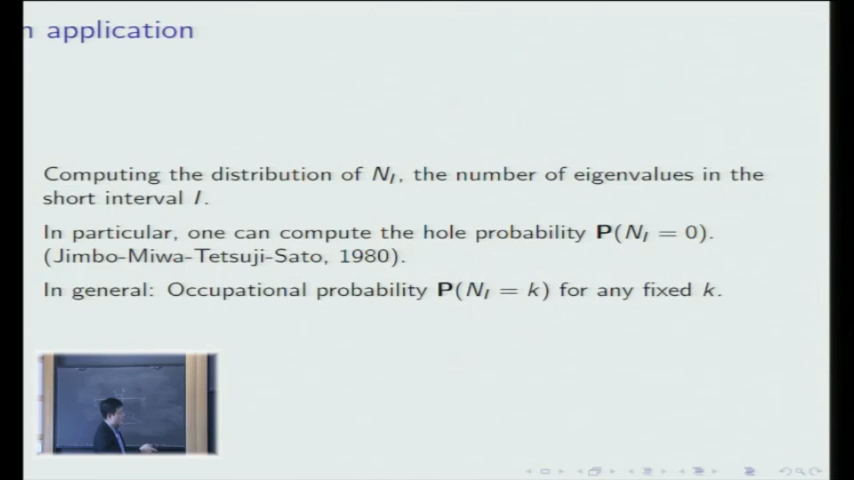 n application
Computing the distribution of N_I, the number of eigenvalues in the
short interval I.
In particular, one can compute the hole probability P(N_I = 0).
(Jimbo-Miwa-Tetsuji-Sato, 1980).
In general: Occupational probability P(N_I = k) for any fixed k.